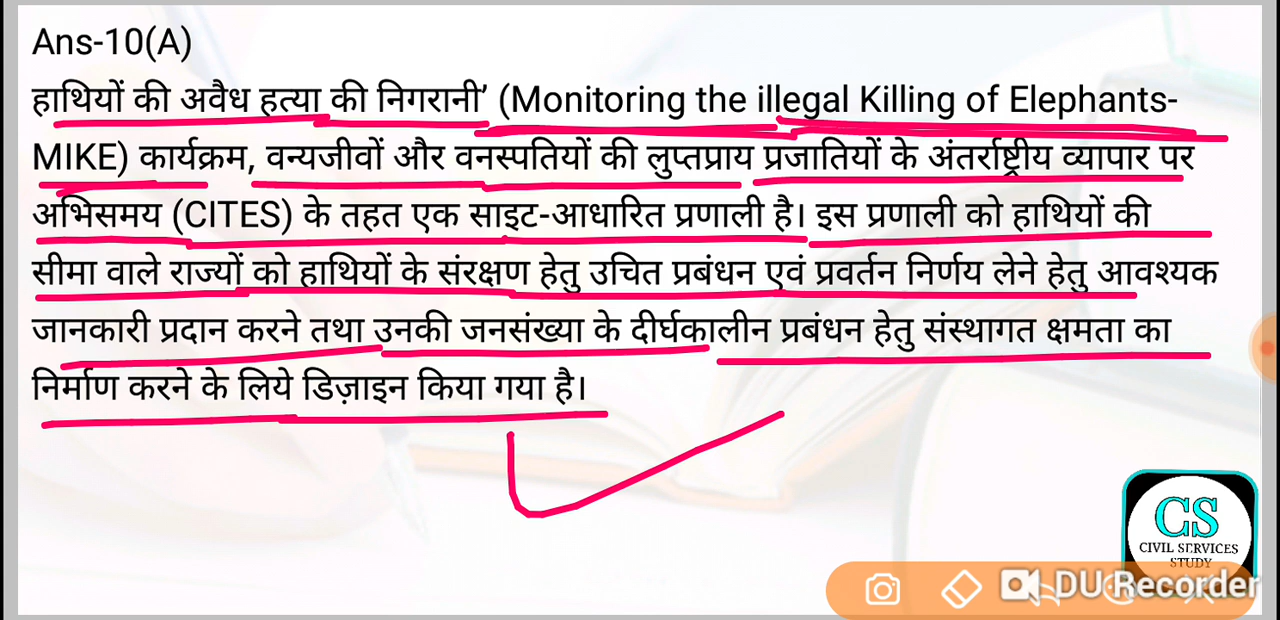 Ans-10(A)
हाथियों की अवैध हत्या की निगरानी’ (Monitoring the illegal Killing of Elephants-
MIKE) कार्यक्रम, वन्यजीवों और वनस्पतियों की लुप्तप्राय प्रजातियों के अंतर्राष्ट्रीय व्यापार पर
अभिसमय (CITES) के तहत एक साइट-आधारित प्रणाली है। इस प्रणाली को हाथियों की
सीमा वाले राज्यों को हाथियों के संरक्षण हेतु उचित प्रबंधन एवं प्रवर्तन निर्णय लेने हेतु आवश्यक
जानकारी प्रदान करने तथा उनकी जनसंख्या के दीर्घकालीन प्रबंधन हेतु संस्थागत क्षमता का
निर्माण करने के लिये डिज़ाइन किया गया है।
CS
CIVIL SERVICES
STUDY
DU Recorder